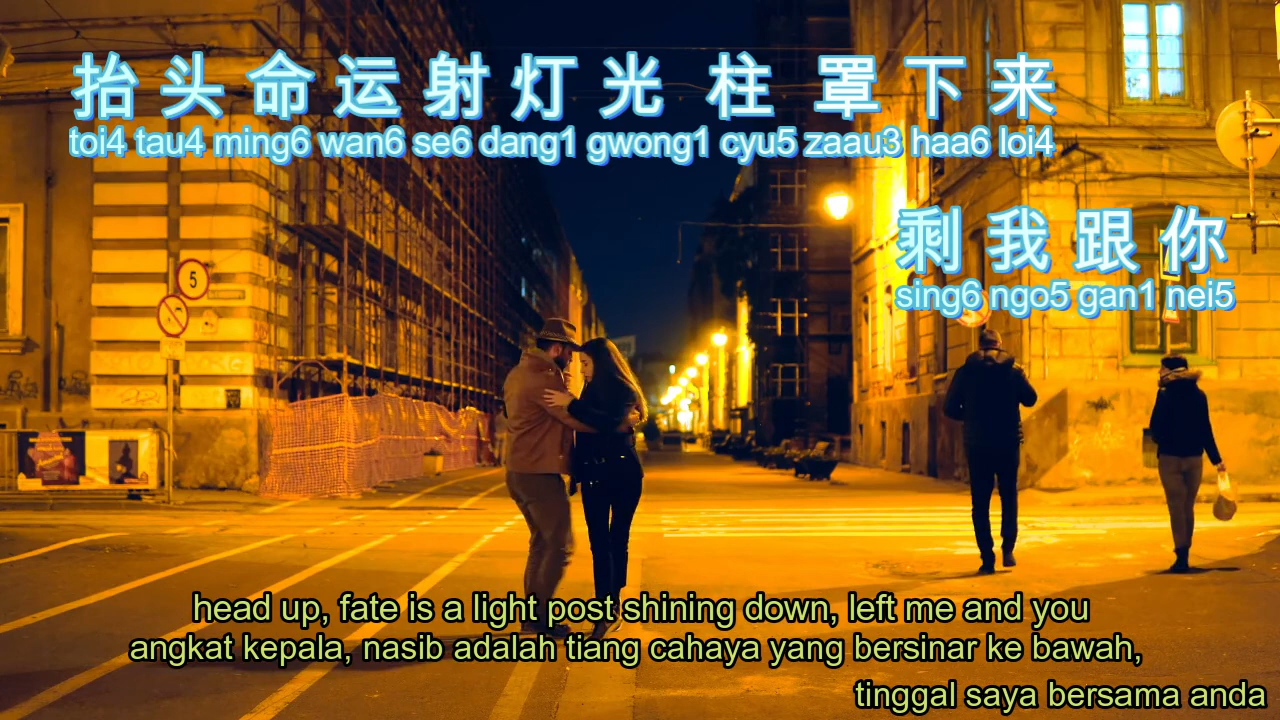 抬头命运射灯光 柱 罩下来
toi4 tau4 ming6 wan6 se6 dang1 gwong1 cyu5 zaau3 haa6 loi4
剩我跟你
sing6 ngo5 gan1 nei5
5
head up, fate is a light post shining down, left me and you
angkat kepala, nasib adalah tiang cahaya yang bersinar ke bawah,
tinggal saya bersama anda